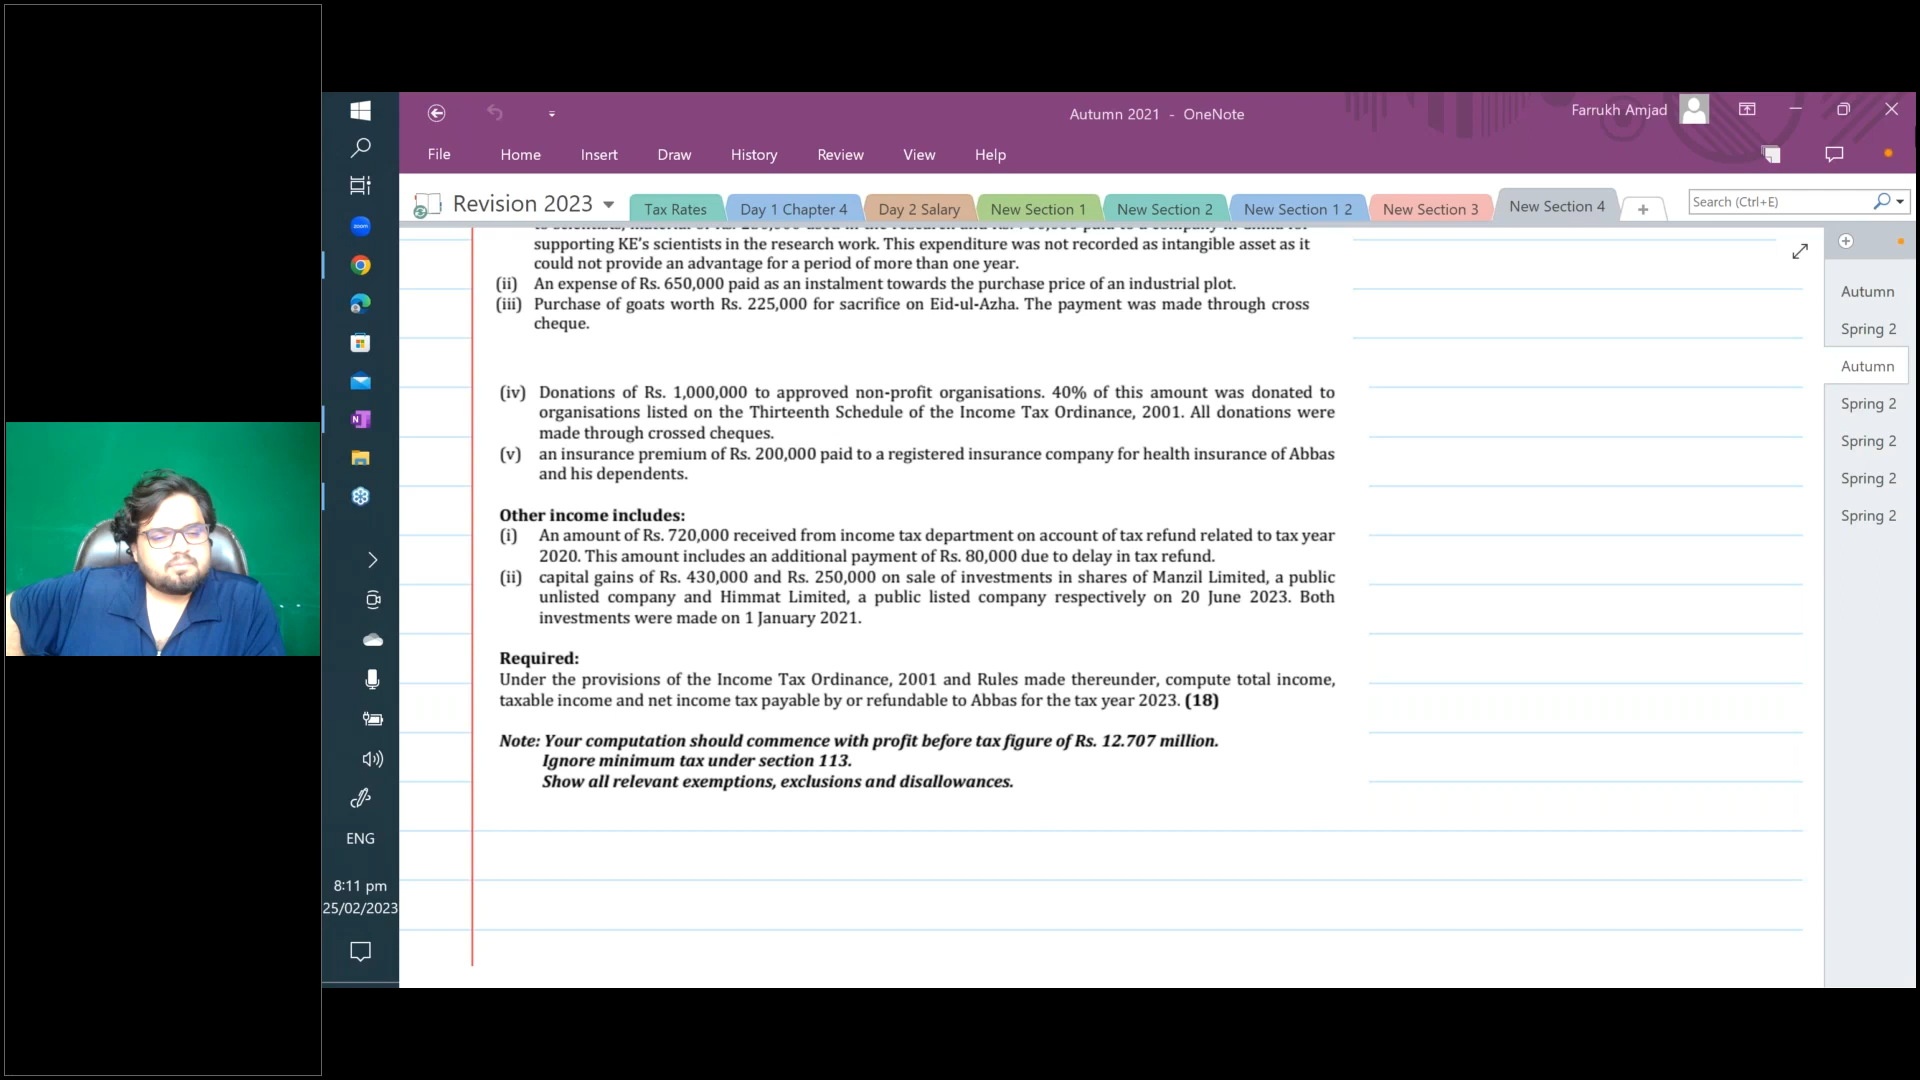 Autumn 2021 - OneNote
Farrukh Amjad
File Home Insert Draw History Review View Help
Revision 2023
Tax Rates
Day 1 Chapter 4
Day 2 Salary
New Section 1
New Section 2
New Section 1 2
New Section 3
New Section 4
Search (Ctrl+E)
supporting KE's scientists in the research work. This expenditure was not recorded as intangible asset as it
could not provide an advantage for a period of more than one year.
(ii) An expense of Rs. 650,000 paid as an instalment towards the purchase price of an industrial plot.
(iii) Purchase of goats worth Rs. 225,000 for sacrifice on Eid-ul-Azha. The payment was made through cross
cheque.
(iv) Donations of Rs. 1,000,000 to approved non-profit organisations. 40% of this amount was donated to
organisations listed on the Thirteenth Schedule of the Income Tax Ordinance, 2001. All donations were
made through crossed cheques.
(v) an insurance premium of Rs. 200,000 paid to a registered insurance company for health insurance of Abbas
and his dependents.
Other income includes:
(i) An amount of Rs. 720,000 received from income tax department on account of tax refund related to tax year
2020. This amount includes an additional payment of Rs. 80,000 due to delay in tax refund.
(ii) capital gains of Rs. 430,000 and Rs. 250,000 on sale of investments in shares of Manzil Limited, a public
unlisted company and Himmat Limited, a public listed company respectively on 20 June 2023. Both
investments were made on 1 January 2021.
Required:
Under the provisions of the Income Tax Ordinance, 2001 and Rules made thereunder, compute total income,
taxable income and net income tax payable by or refundable to Abbas for the tax year 2023. (18)
Note: Your computation should commence with profit before tax figure of Rs. 12.707 million.
Ignore minimum tax under section 113.
Show all relevant exemptions, exclusions and disallowances.
Autumn
Spring 2
Autumn
Spring 2
Spring 2
Spring 2
Spring 2
zoom
N
ENG
8:11 pm
25/02/2023